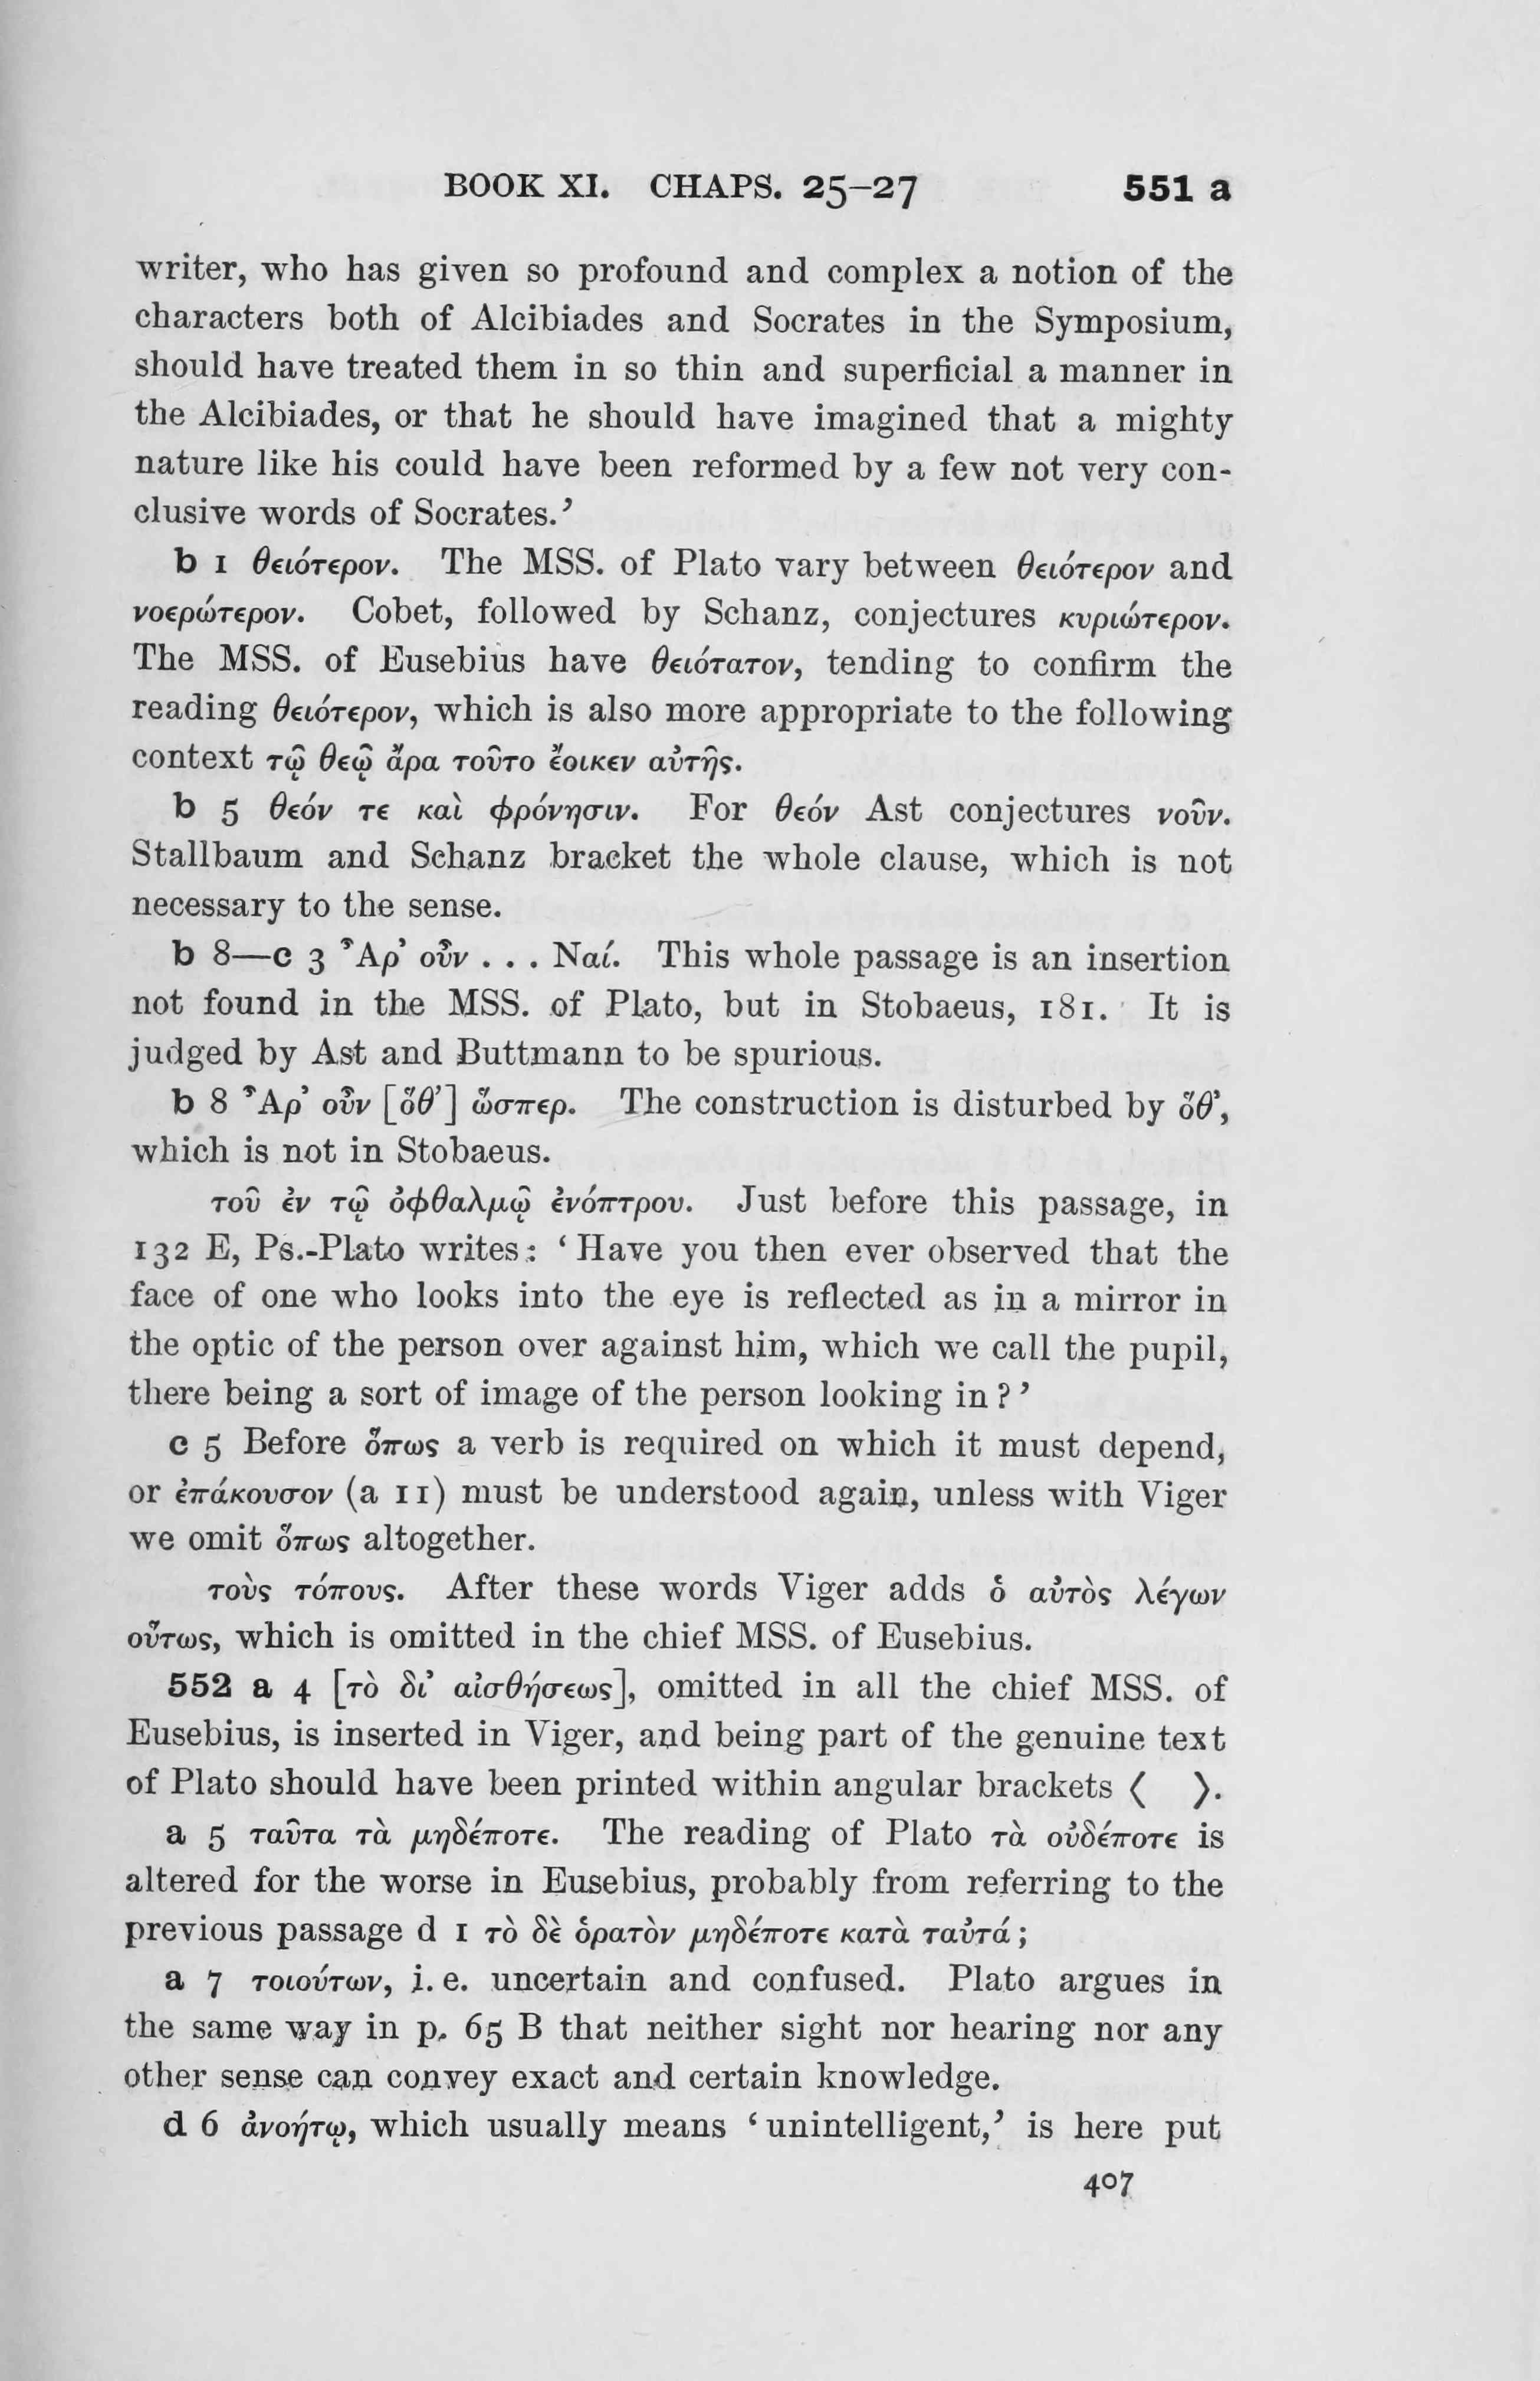 BOOK XI. CHAPS. 25–27 551 a
writer, who has given so profound and complex a notion of the
characters both of Alcibiades and Socrates in the Symposium,
should have treated them in so thin and superficial a manner in
the Alcibiades, or that he should have imagined that a mighty
nature like his could have been reformed by a few not very con-
clusive words of Socrates.’
b 1 θειότερον. The MSS. of Plato vary between θειότερον and
νοερώτερον. Cobet, followed by Schanz, conjectures κυριώτερον.
The MSS. of Eusebius have θειότατον, tending to confirm the
reading θειότερον, which is also more appropriate to the following
context τῷ θεῷ ἄρα τοῦτο ἔοικεν αὐτῆς.
b 5 θεόν τε καὶ φρόνησιν. For θεόν Ast conjectures νοῦν.
Stallbaum and Schanz bracket the whole clause, which is not
necessary to the sense.
b 8—c 3 Ἆρ’ οὖν . . . Ναί. This whole passage is an insertion
not found in the MSS. of Plato, but in Stobaeus, 181. It is
judged by Ast and Buttmann to be spurious.
b 8 Ἆρ’ οὖν [ὅθ’] ὥσπερ. The construction is disturbed by ὅθ’,
which is not in Stobaeus.
τοῦ ἐν τῷ ὀφθαλμῷ ἐνόπτρου. Just before this passage, in
132 E, Ps.-Plato writes: ‘Have you then ever observed that the
face of one who looks into the eye is reflected as in a mirror in
the optic of the person over against him, which we call the pupil,
there being a sort of image of the person looking in?’
c 5 Before ὅπως a verb is required on which it must depend,
or ἐπάκουσον (a 11) must be understood again, unless with Viger
we omit ὅπως altogether.
τοὺς τόπους. After these words Viger adds ὁ αὐτὸς λέγων
οὕτως, which is omitted in the chief MSS. of Eusebius.
552 a 4 [τὸ δι’ αἰσθήσεως], omitted in all the chief MSS. of
Eusebius, is inserted in Viger, and being part of the genuine text
of Plato should have been printed within angular brackets ⟨ ⟩.
a 5 ταῦτα τὰ μηδέποτε. The reading of Plato τὰ οὐδέποτε is
altered for the worse in Eusebius, probably from referring to the
previous passage d 1 τὸ δὲ ὁρατὸν μηδέποτε κατὰ ταὐτά;
a 7 τοιούτων, i. e. uncertain and confused. Plato argues in
the same way in p. 65 B that neither sight nor hearing nor any
other sense can convey exact and certain knowledge.
d 6 ἀνοήτῳ, which usually means ‘unintelligent,’ is here put
407